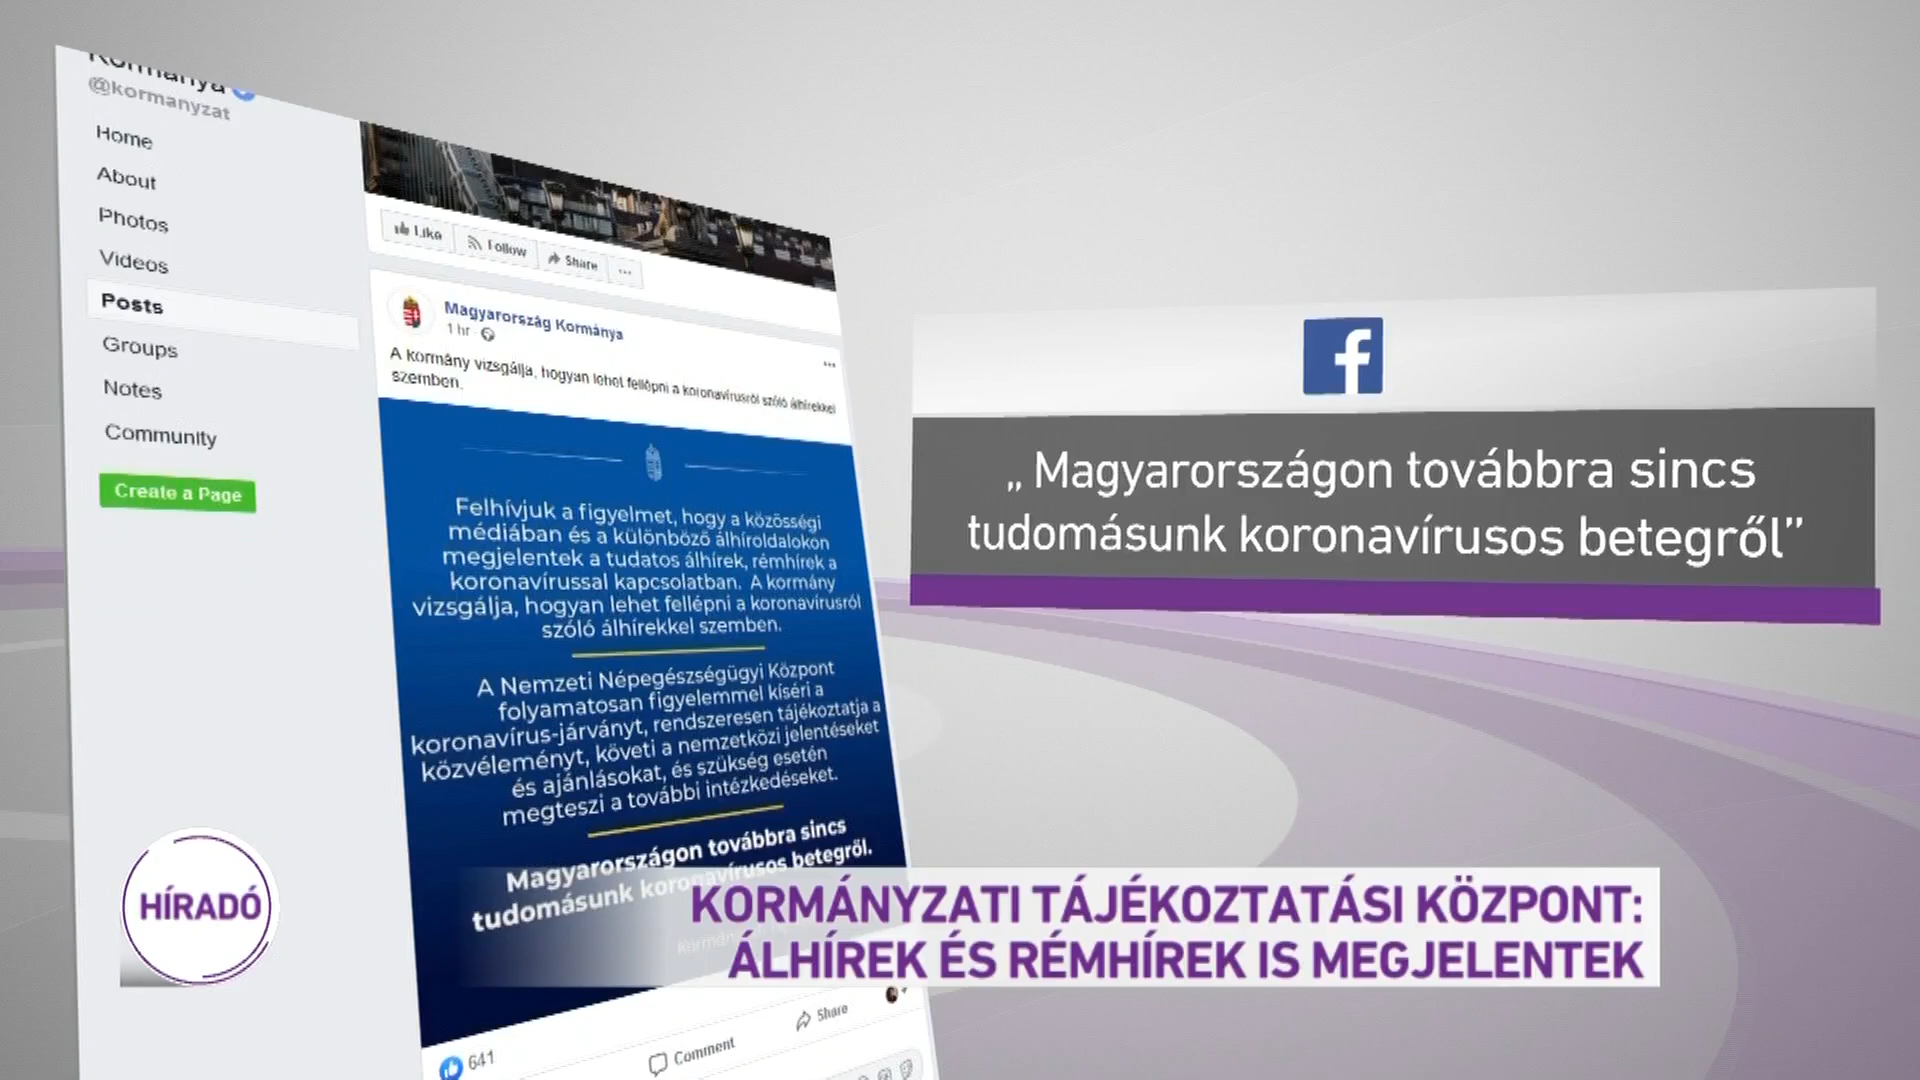 Kormánya
@kormanyzat
Home
About
Photos
Videos
Posts
Groups
Notes
Community
Create a Page
Like
Follow
Share
...
Magyarország Kormánya
1 hr
A kormány vizsgálja, hogyan lehet fellépni a koronavírusról szóló álhírekkel
szemben.
Felhívjuk a figyelmet, hogy a közösségi
médiában és a különböző álhíroldalokon
megjelentek a tudatos álhírek, rémhírek a
koronavírussal kapcsolatban. A kormány
vizsgálja, hogyan lehet fellépni a koronavírusról
szóló álhírekkel szemben.
A Nemzeti Népegészségügyi Központ
folyamatosan figyelemmel kíséri a
koronavírus-járványt, rendszeresen tájékoztatja a
közvéleményt, követi a nemzetközi jelentéseket
és ajánlásokat, és szükség esetén
megteszi a további intézkedéseket.
Magyarországon továbbra sincs
tudomásunk koronavírusos betegről.
641
Comment
Share
f
„ Magyarországon továbbra sincs
tudomásunk koronavírusos betegről”
HÍRADÓ
KORMÁNYZATI TÁJÉKOZTATÁSI KÖZPONT:
ÁLHÍREK ÉS RÉMHÍREK IS MEGJELENTEK